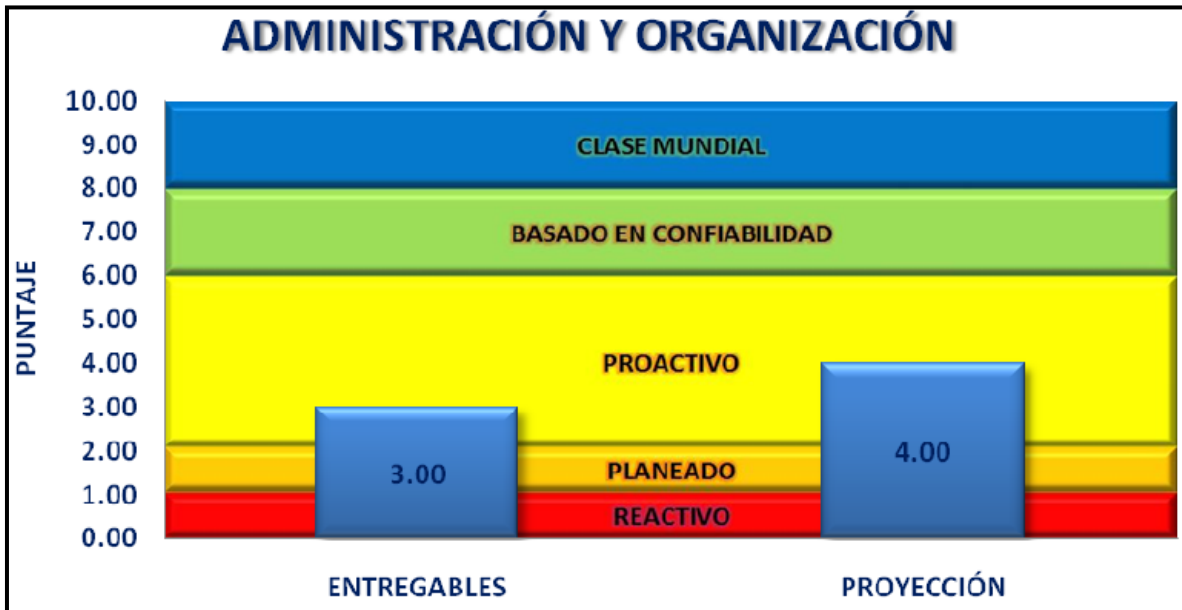 ADMINISTRACIÓN Y ORGANIZACIÓN
PUNTAJE
10.00
9.00
8.00
7.00
6.00
5.00
4.00
3.00
2.00
1.00
0.00
CLASE MUNDIAL
BASADO EN CONFIABILIDAD
PROACTIVO
PLANEADO
REACTIVO
3.00
4.00
ENTREGABLES
PROYECCIÓN